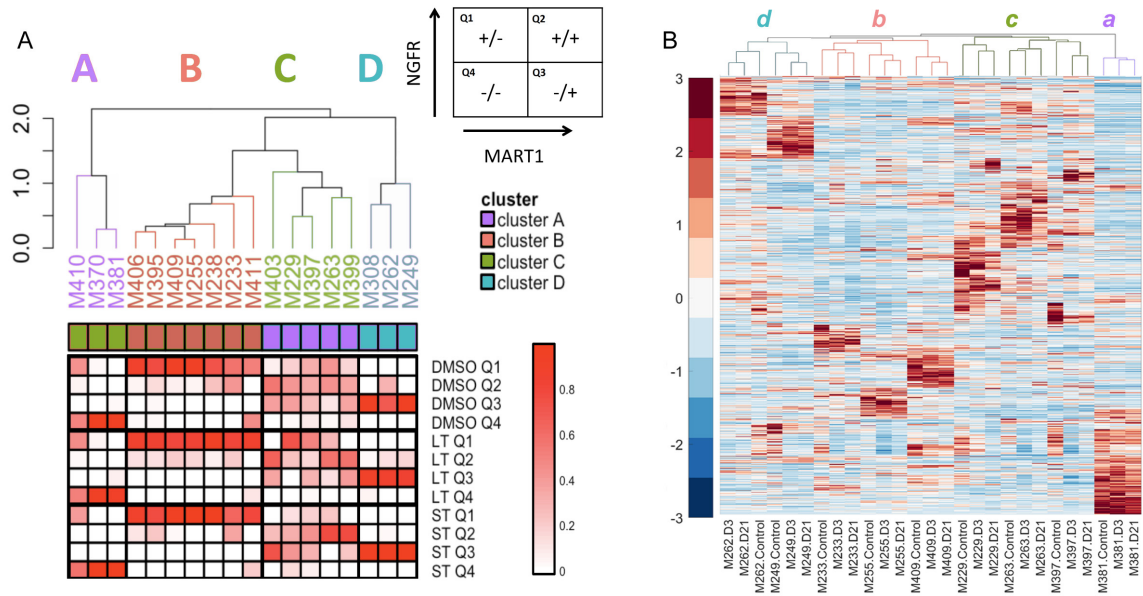 A
A B C D
2.0
1.0
0.0
M410 M370 M381 M406 M395 M409 M255 M238 M233 M411 M403 M229 M397 M263 M399 M308 M262 M249
NGFR
Q1 Q2
+/- +/+
Q4 Q3
-/- -/+
MART1
cluster
cluster A
cluster B
cluster C
cluster D
DMSO Q1
DMSO Q2
DMSO Q3
DMSO Q4
LT Q1
LT Q2
LT Q3
LT Q4
ST Q1
ST Q2
ST Q3
ST Q4
0.8
0.6
0.4
0.2
0
B
d b c a
3
2
1
0
-1
-2
-3
M262.D3
M262.D21
M262.Control
M249.Control
M249.D3
M249.D21
M233.Control
M233.D3
M233.D21
M255.Control
M255.D3
M255.D21
M409.Control
M409.D3
M409.D21
M229.Control
M229.D3
M229.D21
M263.Control
M263.D3
M263.D21
M397.Control
M397.D3
M397.D21
M381.Control
M381.D3
M381.D21